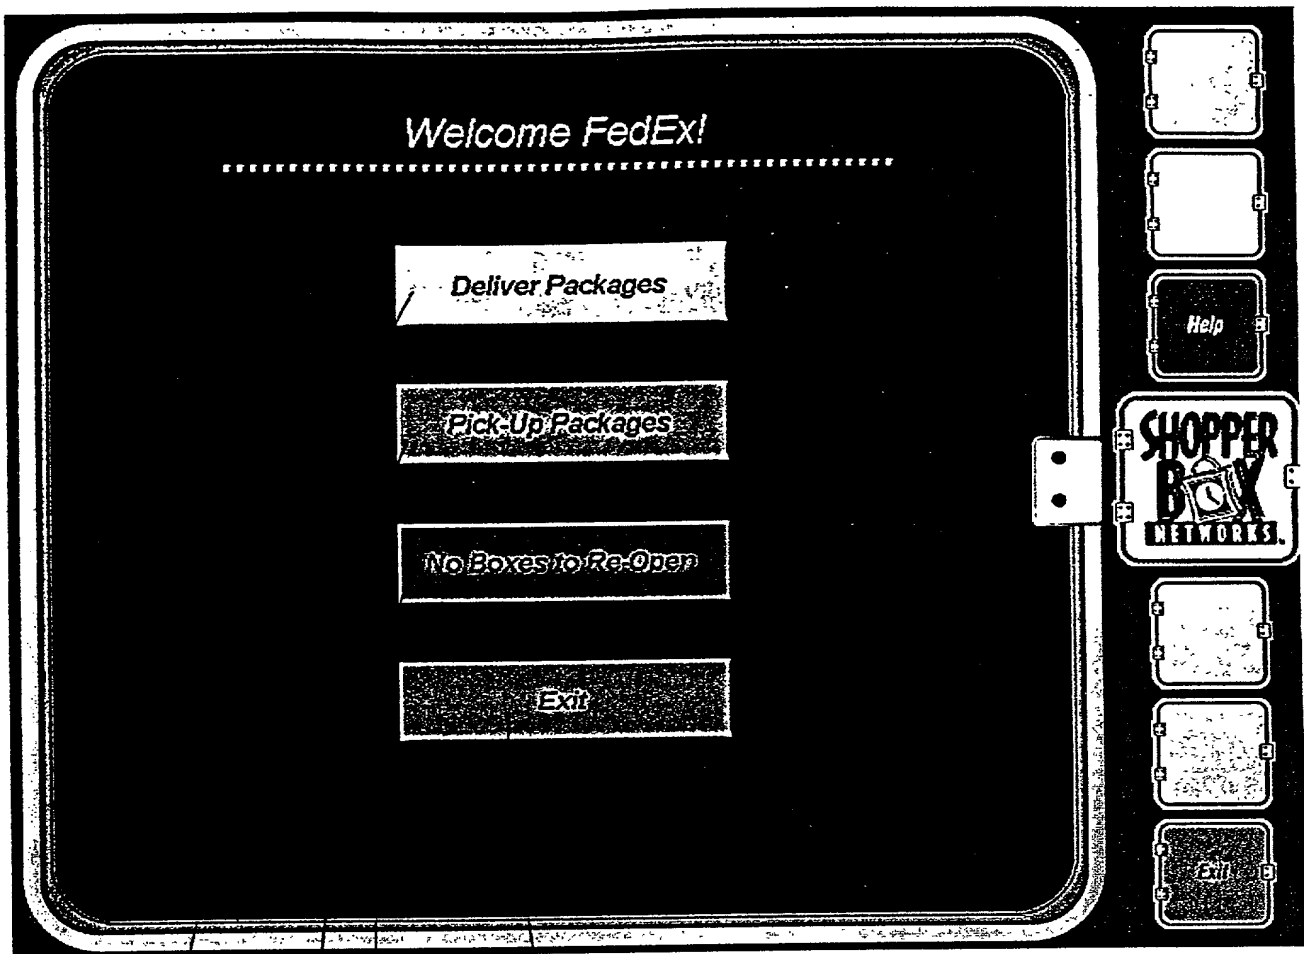 Welcome FedEx!
Deliver Packages
Pick-Up Packages
No Boxes to Re-Open
Exit
Help
SHOPPER
BOX
NETWORKS
Exit